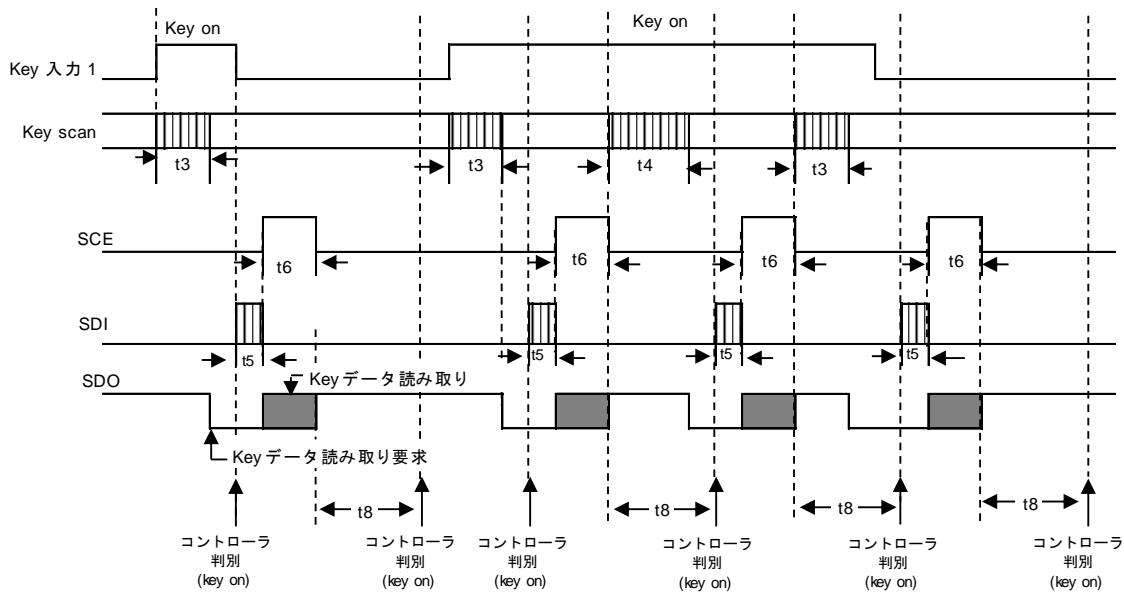 Key on
Key on
Key 入力 1
Key scan
t3
t3
t4
t3
SCE
t6
t6
t6
t6
SDI
t5
t5
t5
t5
SDO
Keyデータ読み取り
Keyデータ読み取り要求
t8
t8
t8
t8
コントローラ
判別
(key on)
コントローラ
判別
(key on)
コントローラ
判別
(key on)
コントローラ
判別
(key on)
コントローラ
判別
(key on)
コントローラ
判別
(key on)